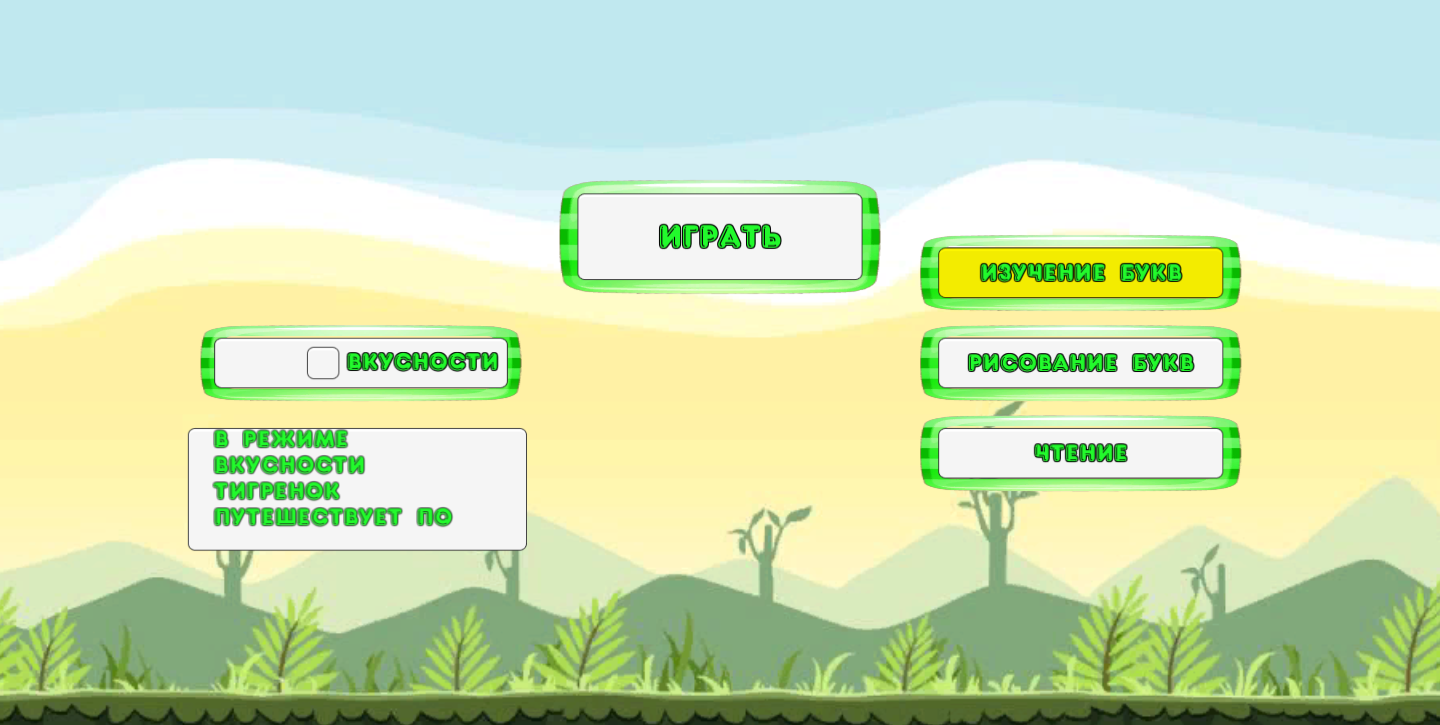 ИГРАТЬ
ИЗУЧЕНИЕ БУКВ
ВКУСНОСТИ
РИСОВАНИЕ БУКВ
ЧТЕНИЕ
В РЕЖИМЕ
ВКУСНОСТИ
ТИГРЕНОК
ПУТЕШЕСТВУЕТ ПО